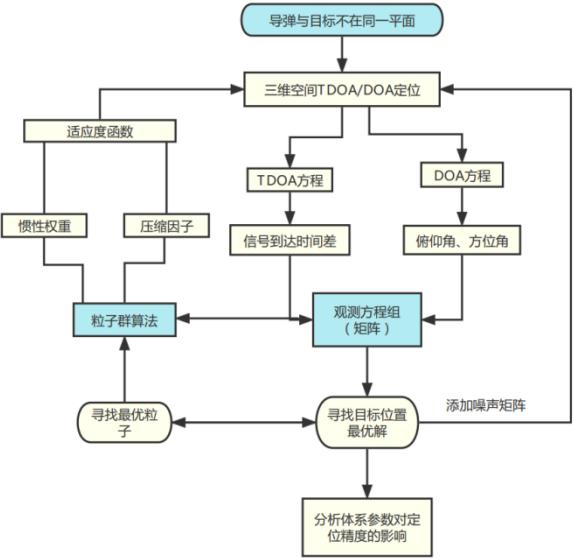 导弹与目标不在同一平面
三维空间TDOA/DOA定位
适应度函数
TDOA方程
DOA方程
惯性权重
压缩因子
信号到达时间差
俯仰角、方位角
粒子群算法
观测方程组
（矩阵）
寻找最优粒
子
寻找目标位置
最优解
添加噪声矩阵
分析体系参数对定
位精度的影响